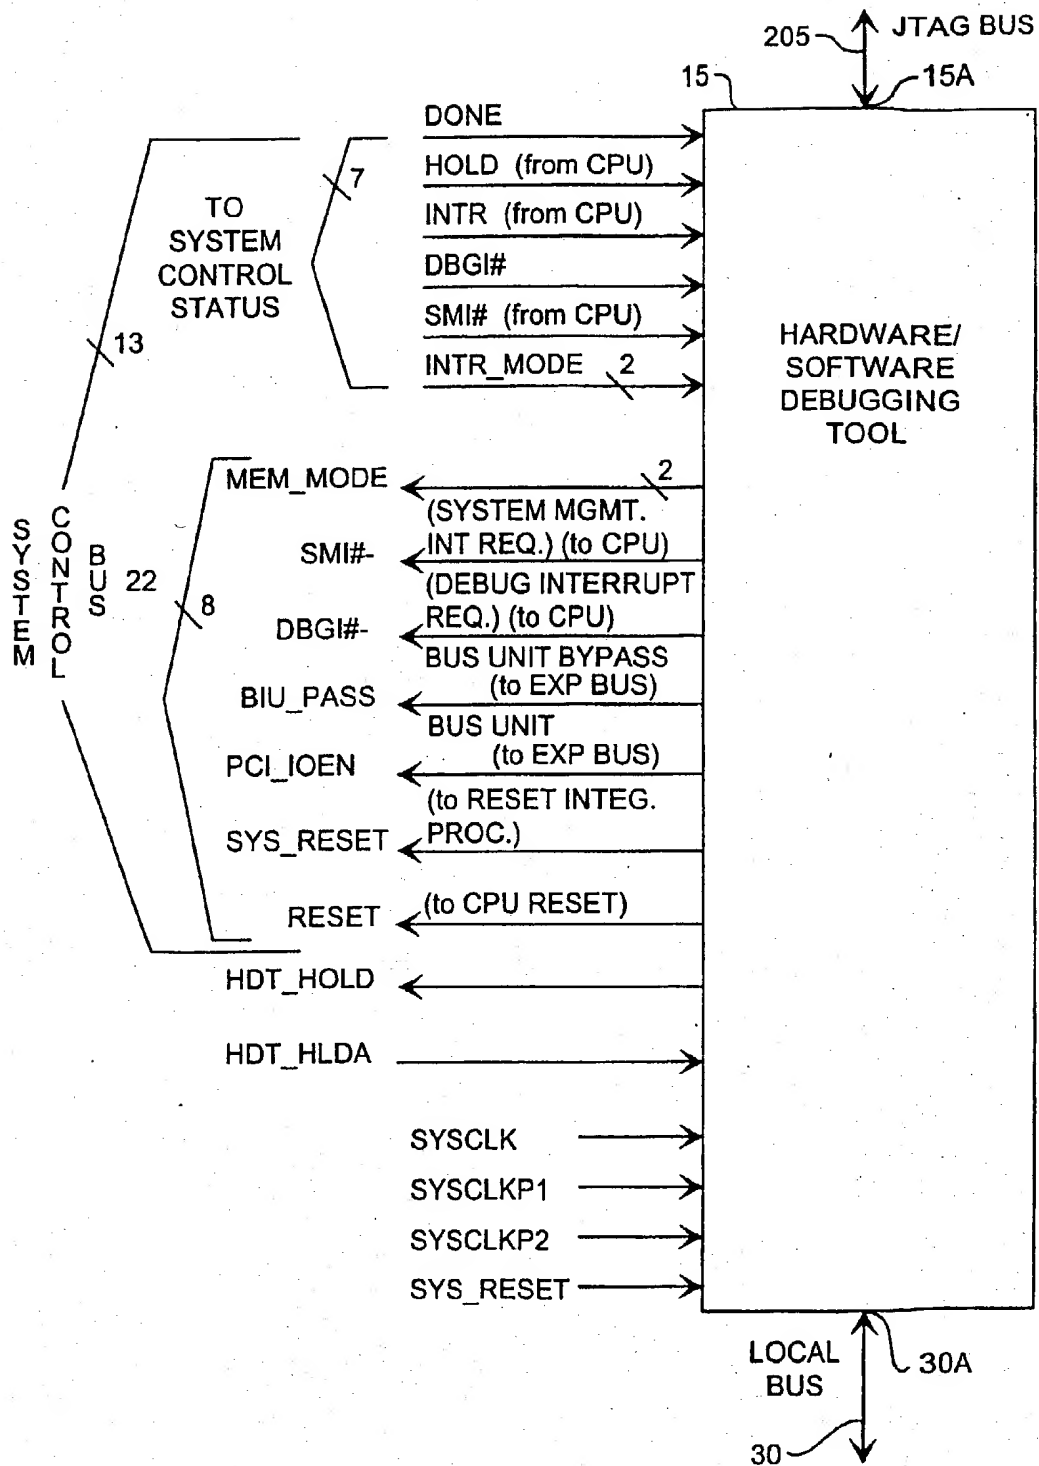 205
JTAG BUS
15
15A
DONE
7
HOLD (from CPU)
TO
SYSTEM
CONTROL
STATUS
INTR (from CPU)
DBGI#
SMI# (from CPU)
13
INTR_MODE
2
HARDWARE/
SOFTWARE
DEBUGGING
TOOL
MEM_MODE
2
(SYSTEM MGMT.
INT REQ.) (to CPU)
SMI#-
SYSTEM
CONTROL
BUS
22
8
(DEBUG INTERRUPT
REQ.) (to CPU)
DBGI#-
BUS UNIT BYPASS
(to EXP BUS)
BIU_PASS
BUS UNIT
(to EXP BUS)
PCI_IOEN
(to RESET INTEG.
PROC.)
SYS_RESET
RESET
(to CPU RESET)
HDT_HOLD
HDT_HLDA
SYSCLK
SYSCLKP1
SYSCLKP2
SYS_RESET
LOCAL
BUS
30A
30